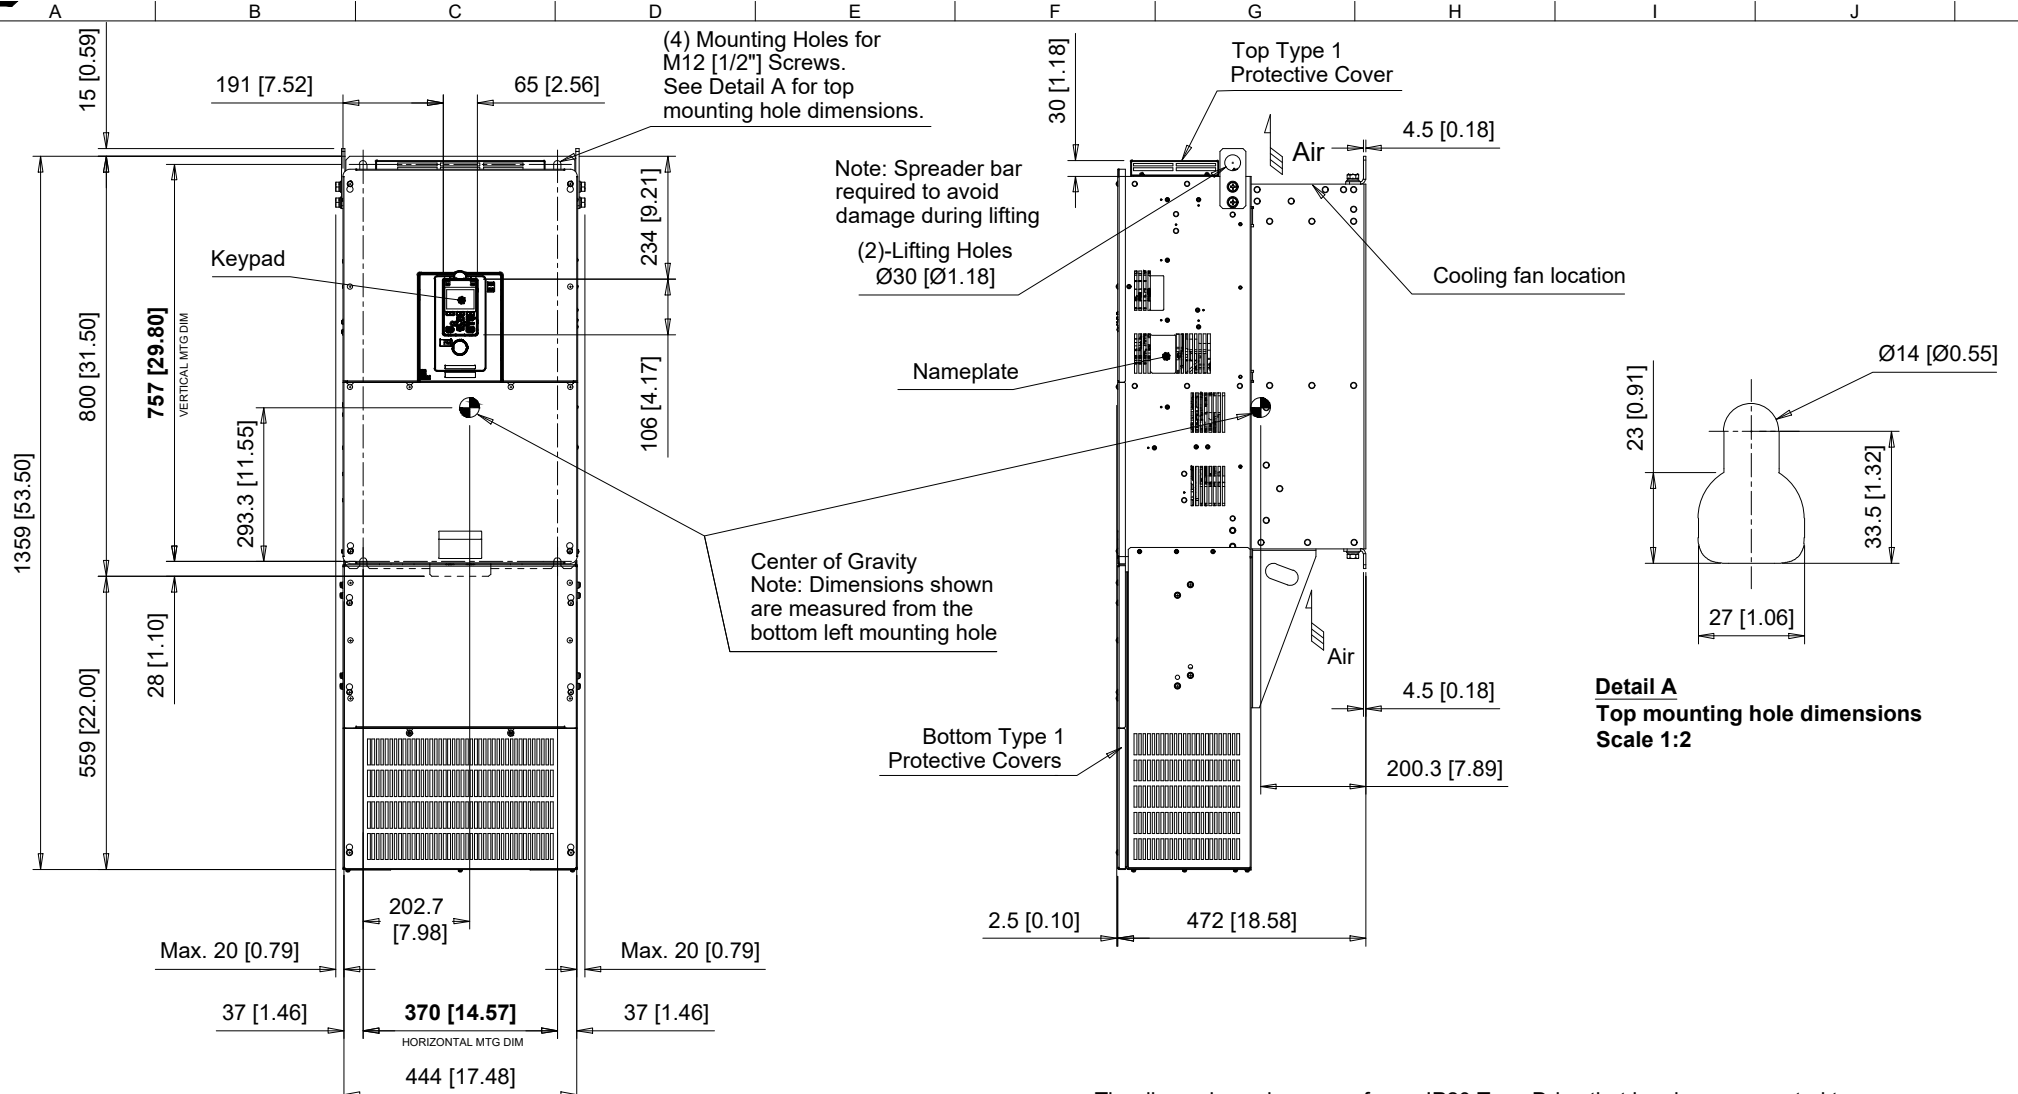 A B C D E F G H I J
15 [0.59]
191 [7.52]
65 [2.56]
(4) Mounting Holes for
M12 [1/2"] Screws.
See Detail A for top
mounting hole dimensions.
30 [1.18]
Top Type 1
Protective Cover
4.5 [0.18]
Air
Note: Spreader bar
required to avoid
damage during lifting
(2)-Lifting Holes
Ø30 [Ø1.18]
234 [9.21]
Keypad
Cooling fan location
800 [31.50]
757 [29.80]
VERTICAL MTG DIM
106 [4.17]
Nameplate
Ø14 [Ø0.55]
23 [0.91]
33.5 [1.32]
27 [1.06]
1359 [53.50]
293.3 [11.55]
Center of Gravity
Note: Dimensions shown
are measured from the
bottom left mounting hole
28 [1.10]
559 [22.00]
Air
4.5 [0.18]
Detail A
Top mounting hole dimensions
Scale 1:2
Bottom Type 1
Protective Covers
200.3 [7.89]
202.7
[7.98]
2.5 [0.10]
472 [18.58]
Max. 20 [0.79]
Max. 20 [0.79]
37 [1.46]
370 [14.57]
HORIZONTAL MTG DIM
37 [1.46]
444 [17.48]